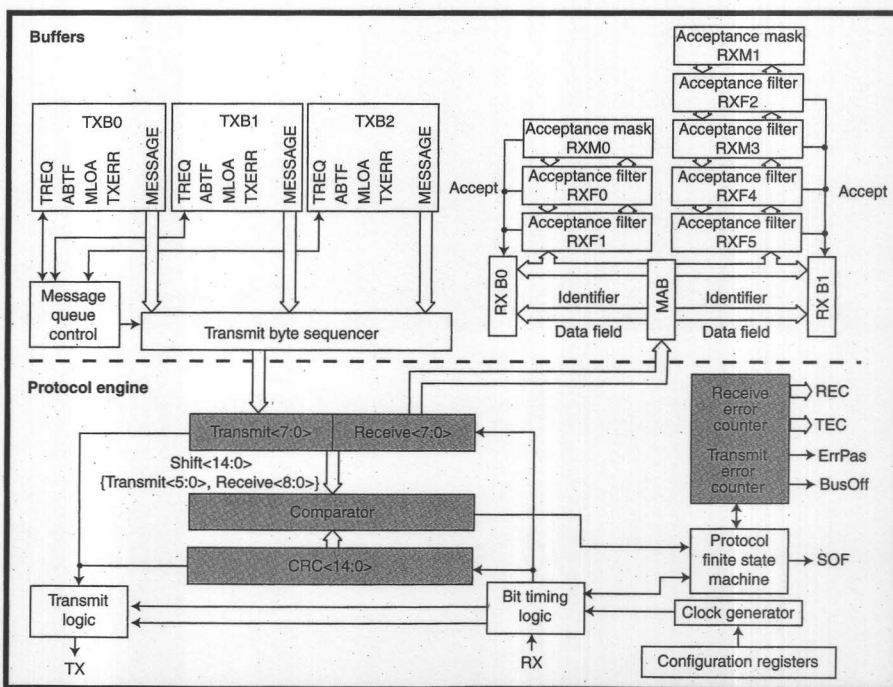 Buffers
TXB0
TREQ
ABTF
MLOA
TXERR
MESSAGE
TXB1
TREQ
ABTF
MLOA
TXERR
MESSAGE
TXB2
TREQ
ABTF
MLOA
TXERR
MESSAGE
Message
queue
control
Transmit byte sequencer
Acceptance mask
RXM0
Acceptance filter
RXF0
Acceptance filter
RXF1
Accept
Acceptance mask
RXM1
Acceptance filter
RXF2
Acceptance filter
RXM3
Acceptance filter
RXF4
Acceptance filter
RXF5
Accept
RX B0
MAB
RX B1
Identifier
Identifier
Data field
Data field
Protocol engine
Transmit<7:0>
Receive<7:0>
Shift<14:0>
{Transmit<5:0>, Receive<8:0>}
Comparator
CRC<14:0>
Receive
error
counter
Transmit
error
counter
REC
TEC
ErrPas
BusOff
Protocol
finite state
machine
SOF
Transmit
logic
Bit timing
logic
Clock generator
Configuration registers
TX
RX